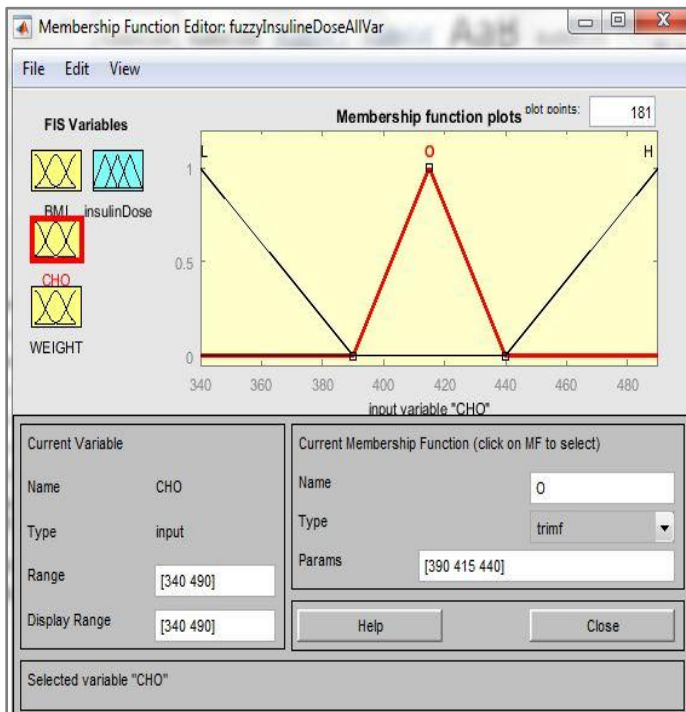 Membership Function Editor: fuzzyInsulineDoseAllVar
File Edit View
FIS Variables
BMI insulinDose
CHO
WEIGHT
Membership function plots plot points: 181
L O H
1
0.5
0
340 360 380 400 420 440 460 480
input variable "CHO"
Current Variable
Name CHO
Type input
Range [340 490]
Display Range [340 490]
Current Membership Function (click on MF to select)
Name O
Type trimf
Params [390 415 440]
Help Close
Selected variable "CHO"